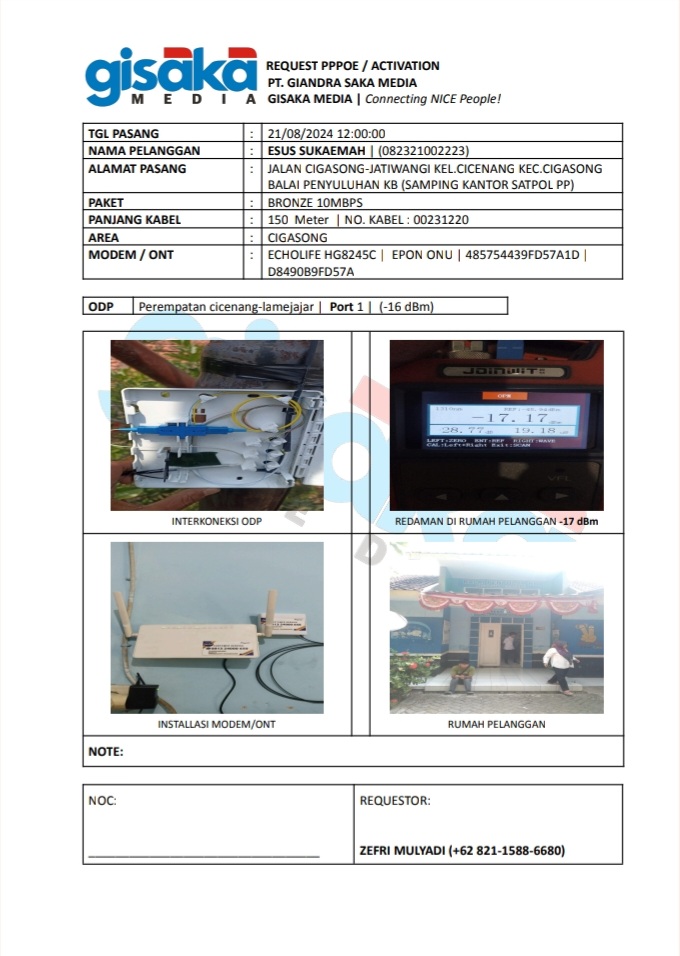 gisaka
MEDIA
REQUEST PPPOE / ACTIVATION
PT. GIANDRA SAKA MEDIA
GISAKA MEDIA | Connecting NICE People!
TGL PASANG : 21/08/2024 12:00:00
NAMA PELANGGAN : ESUS SUKAEMAH | (082321002223)
ALAMAT PASANG : JALAN CIGASONG-JATIWANGI KEL.CICENANG KEC.CIGASONG
BALAI PENYULUHAN KB (SAMPING KANTOR SATPOL PP)
PAKET : BRONZE 10MBPS
PANJANG KABEL : 150 Meter | NO. KABEL : 00231220
AREA : CIGASONG
MODEM / ONT : ECHOLIFE HG8245C | EPON ONU | 485754439FD57A1D |
D8490B9FD57A
ODP Perempatan cicenang-lamejajar | Port 1 | (-16 dBm)
JOINWIT
OPM
1310nm
-17.17
28.77 19.18
LEFT:ZERO ENT:REF RIGHT:WAVE
CAL:Left+Right Exit:SCAN
VFL
INTERKONEKSI ODP
REDAMAN DI RUMAH PELANGGAN -17 dBm
INSTALLASI MODEM/ONT
RUMAH PELANGGAN
NOTE:
NOC:
REQUESTOR:
ZEFRI MULYADI (+62 821-1588-6680)